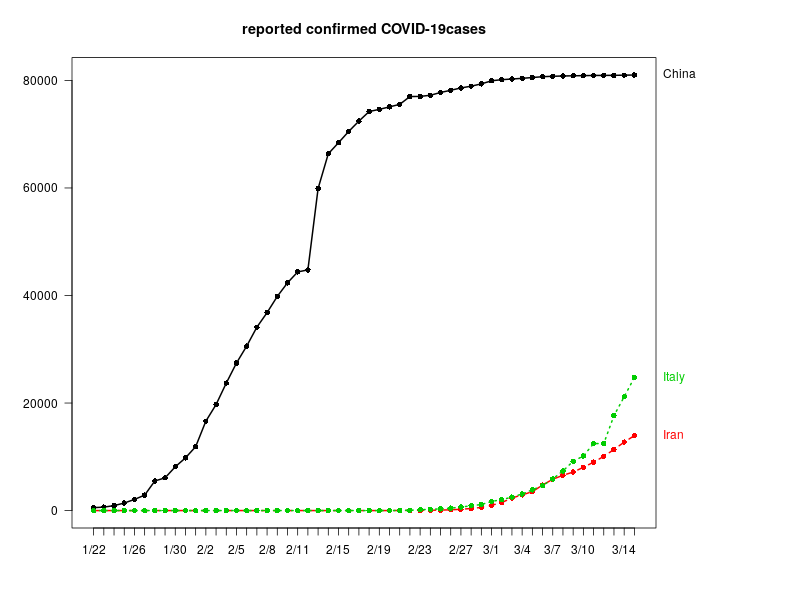 reported confirmed COVID-19cases
China
80000
60000
40000
Italy
20000
Iran
0
1/22 1/26 1/30 2/2 2/5 2/8 2/11 2/15 2/19 2/23 2/27 3/1 3/4 3/7 3/10 3/14